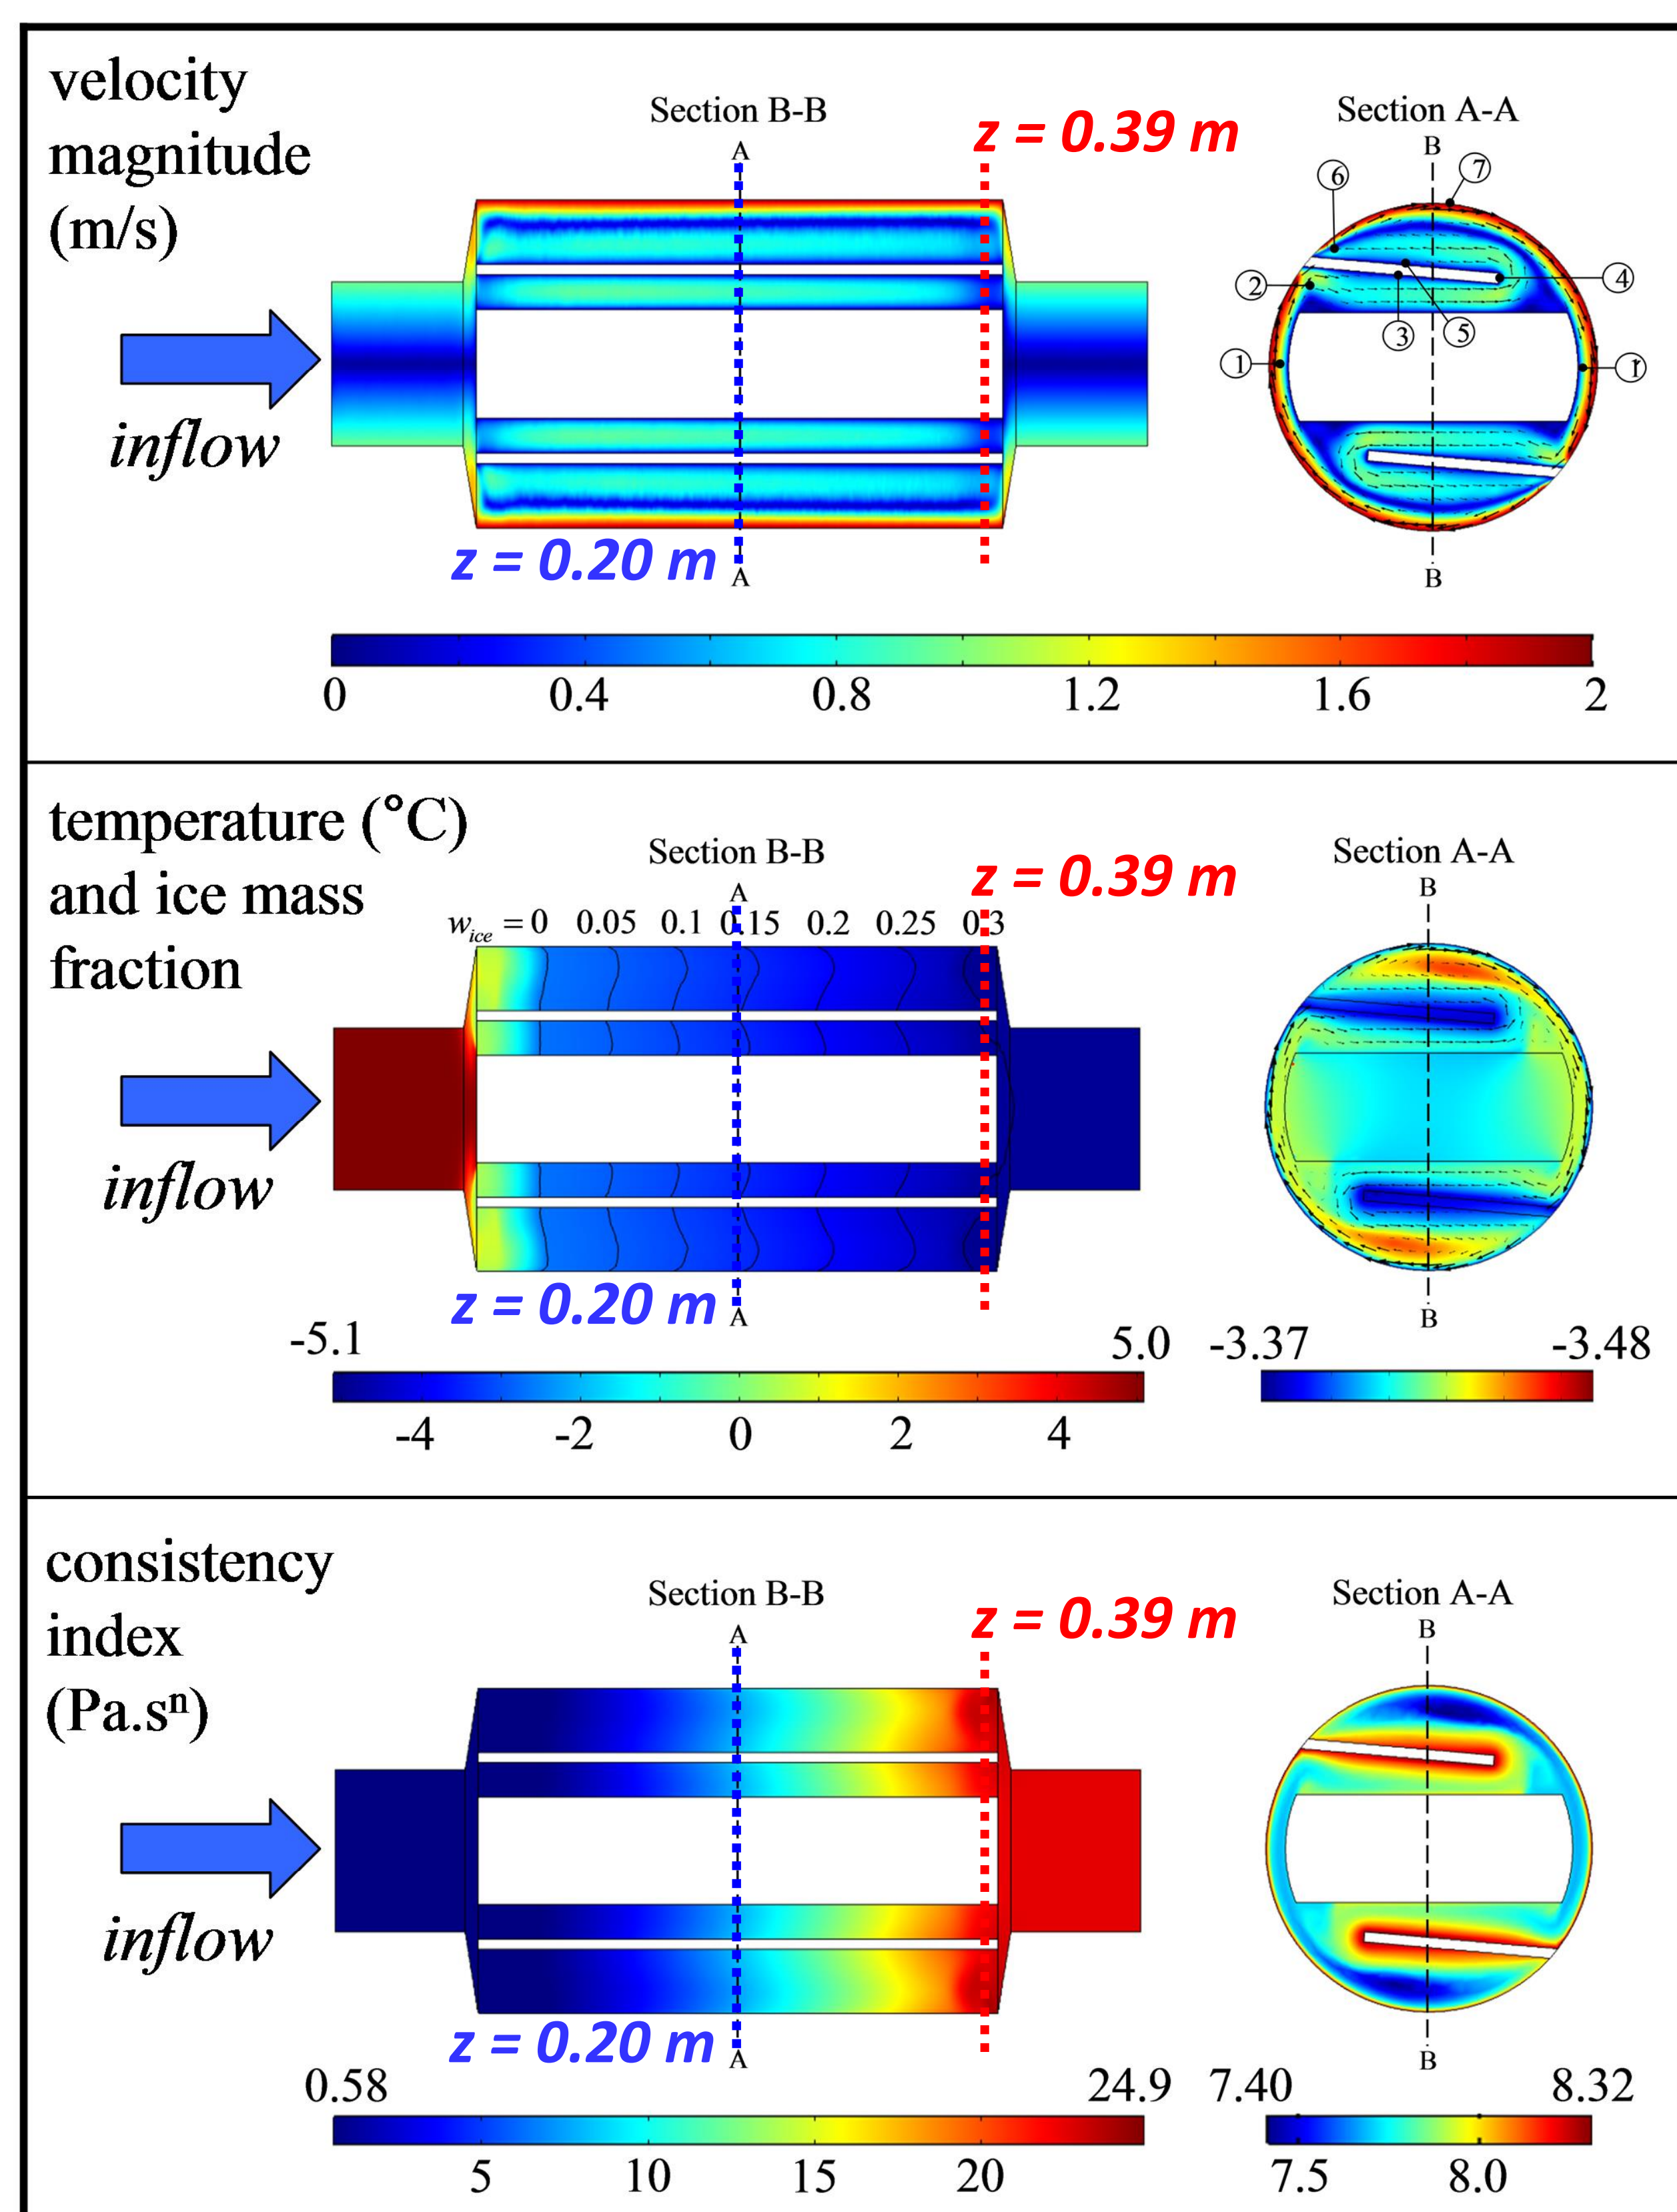 velocity
magnitude
(m/s)
Section B-B
Section A-A
z = 0.39 m
A
B
6
7
2
4
3
5
1
1'
inflow
z = 0.20 m
A
B
0 0.4 0.8 1.2 1.6 2
temperature (°C)
and ice mass
fraction
Section B-B
Section A-A
z = 0.39 m
A
B
wice = 0 0.05 0.1 0.15 0.2 0.25 0.3
inflow
z = 0.20 m
A
B
-5.1 5.0 -3.37 -3.48
-4 -2 0 2 4
consistency
index
(Pa.sⁿ)
Section B-B
Section A-A
z = 0.39 m
A
B
inflow
z = 0.20 m
A
B
0.58 24.9 7.40 8.32
5 10 15 20 7.5 8.0